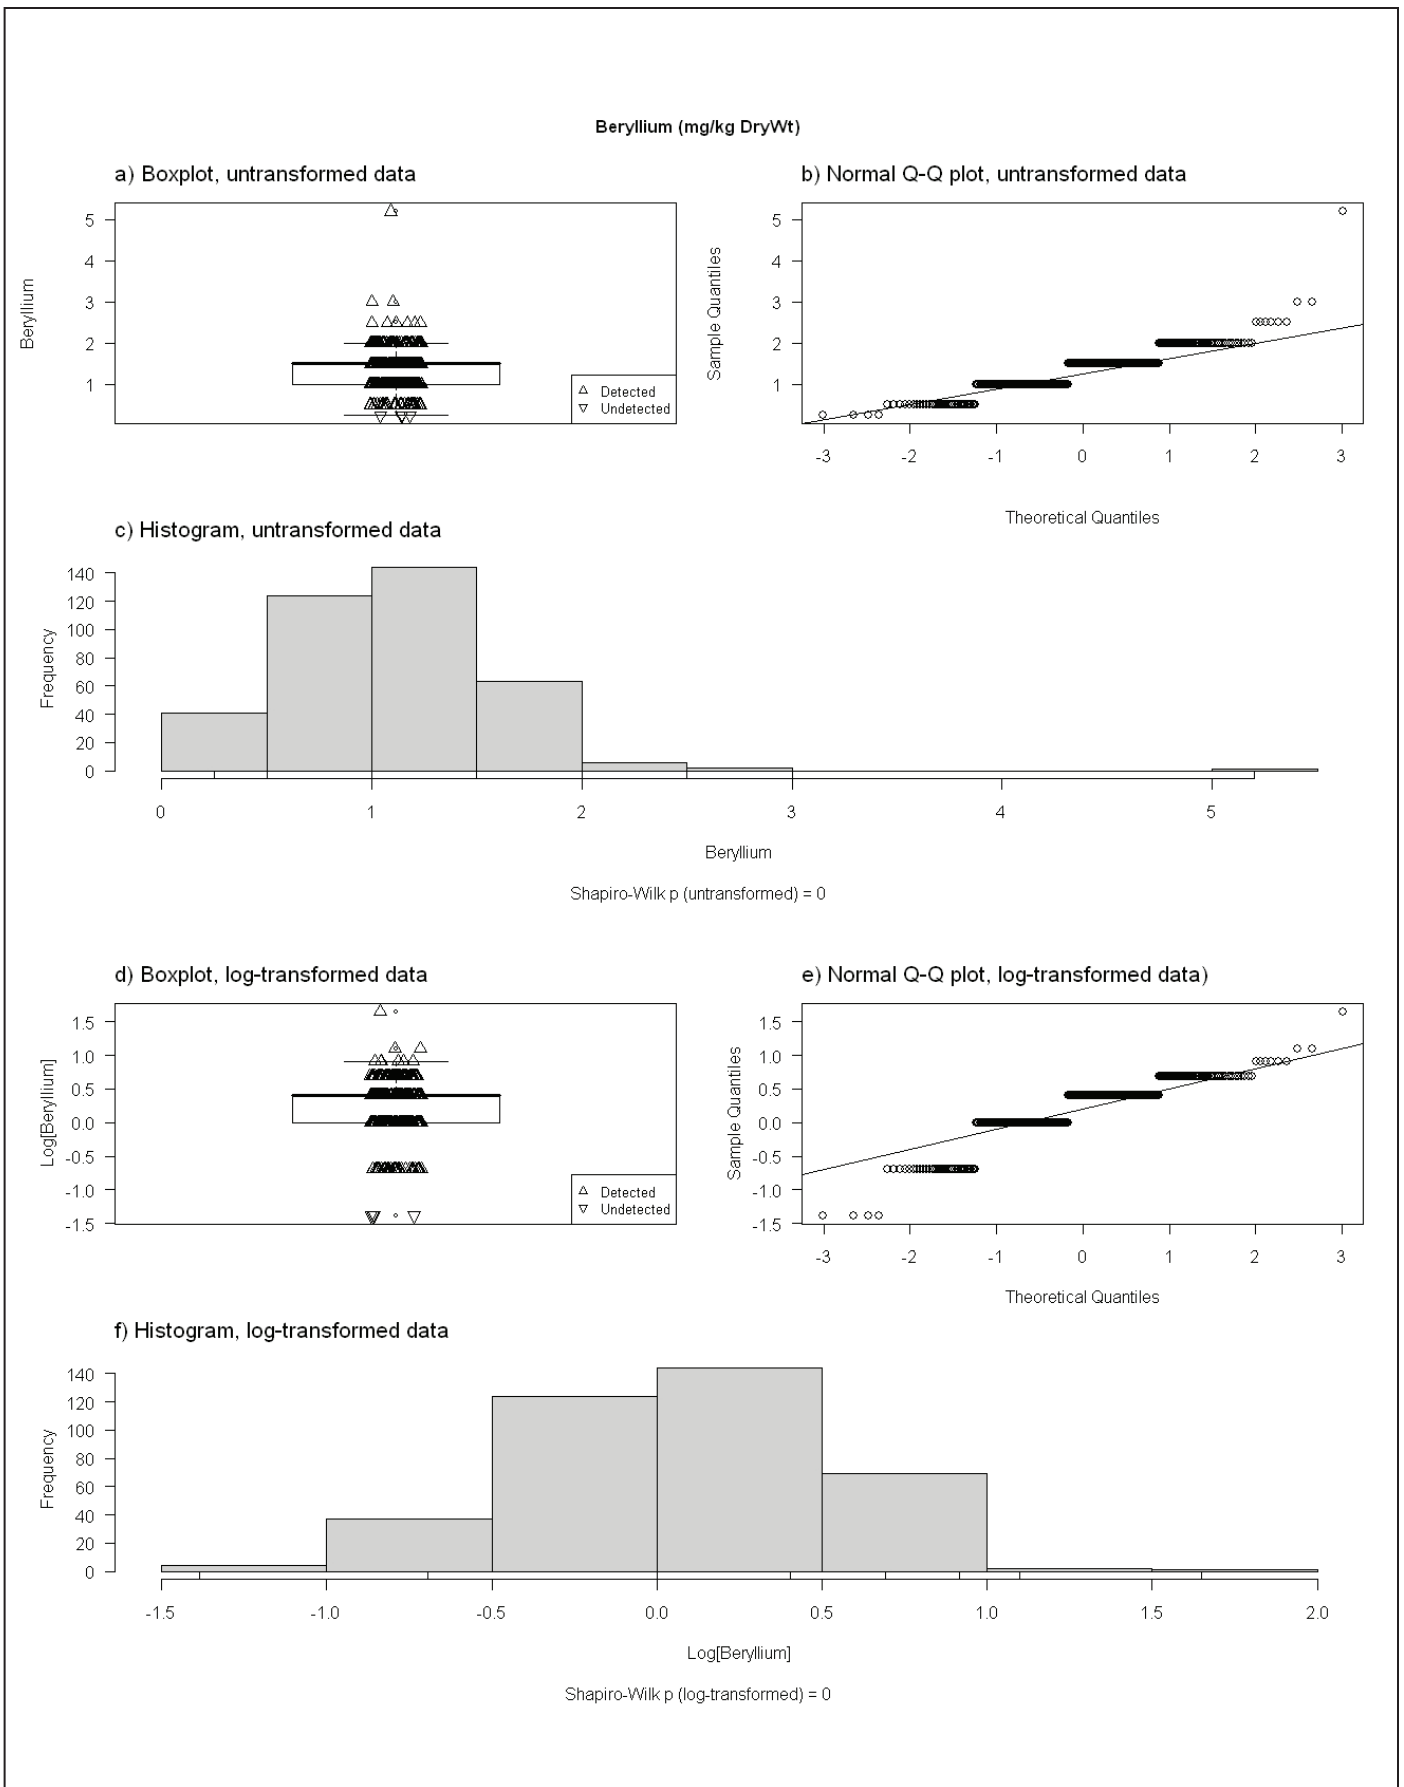 Beryllium (mg/kg DryWt)
a) Boxplot, untransformed data
Beryllium
5
4
3
2
1
Detected
Undetected
b) Normal Q-Q plot, untransformed data
Sample Quantiles
5
4
3
2
1
-3 -2 -1 0 1 2 3
Theoretical Quantiles
c) Histogram, untransformed data
Frequency
140
120
100
80
60
40
20
0
0 1 2 3 4 5
Beryllium
Shapiro-Wilk p (untransformed) = 0
d) Boxplot, log-transformed data
Log[Beryllium]
1.5
1.0
0.5
0.0
-0.5
-1.0
-1.5
Detected
Undetected
e) Normal Q-Q plot, log-transformed data)
Sample Quantiles
1.5
1.0
0.5
0.0
-0.5
-1.0
-1.5
-3 -2 -1 0 1 2 3
Theoretical Quantiles
f) Histogram, log-transformed data
Frequency
140
120
100
80
60
40
20
0
-1.5 -1.0 -0.5 0.0 0.5 1.0 1.5 2.0
Log[Beryllium]
Shapiro-Wilk p (log-transformed) = 0